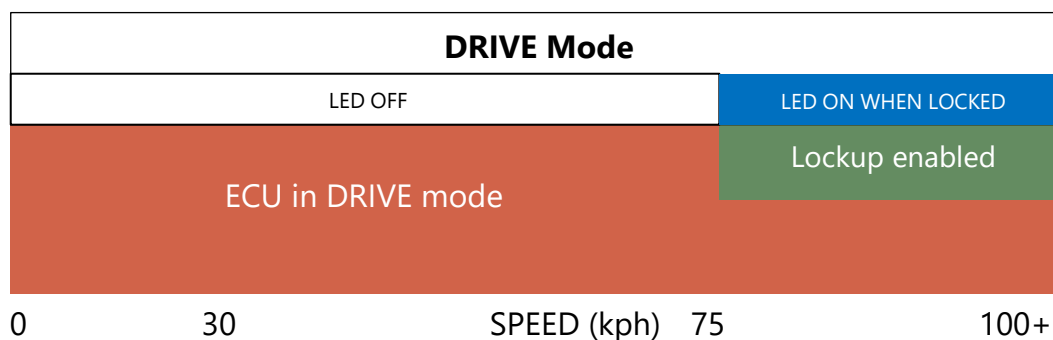 DRIVE Mode
LED OFF
LED ON WHEN LOCKED
Lockup enabled
ECU in DRIVE mode
0 30 SPEED (kph) 75 100+